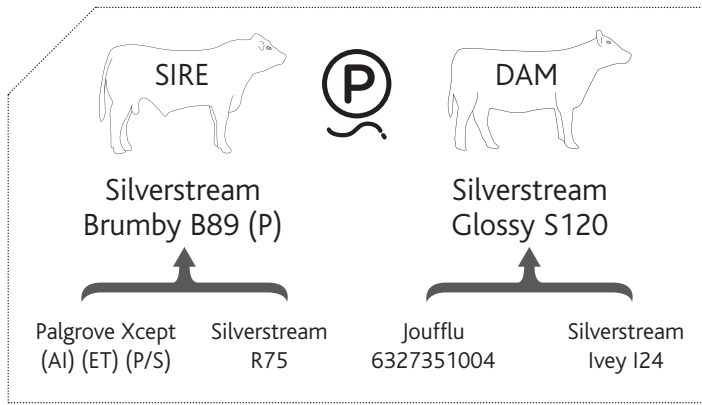 SIRE
P
DAM
Silverstream
Brumby B89 (P)
Silverstream
Glossy S120
Palgrove Xcept
(AI) (ET) (P/S)
Silverstream
R75
Joufflu
6327351004
Silverstream
Ivey I24